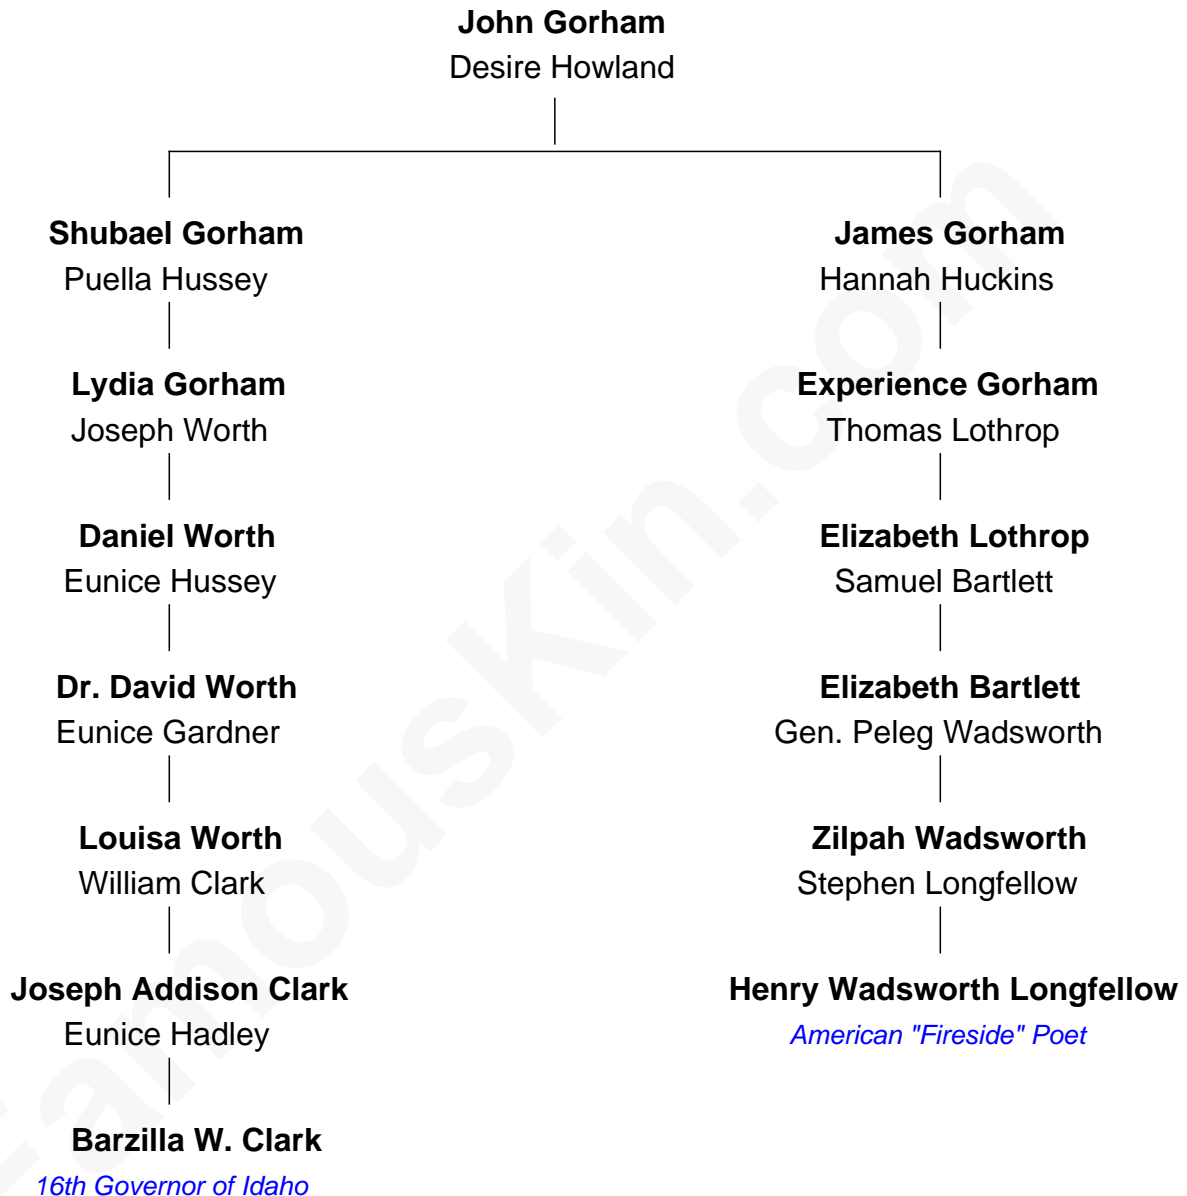 John Gorham
Desire Howland
Shubael Gorham
Puella Hussey
James Gorham
Hannah Huckins
Lydia Gorham
Joseph Worth
Experience Gorham
Thomas Lothrop
Daniel Worth
Eunice Hussey
Elizabeth Lothrop
Samuel Bartlett
Dr. David Worth
Eunice Gardner
Elizabeth Bartlett
Gen. Peleg Wadsworth
Louisa Worth
William Clark
Zilpah Wadsworth
Stephen Longfellow
Joseph Addison Clark
Eunice Hadley
Henry Wadsworth Longfellow
American "Fireside" Poet
Barzilla W. Clark
16th Governor of Idaho
FamousKin.com